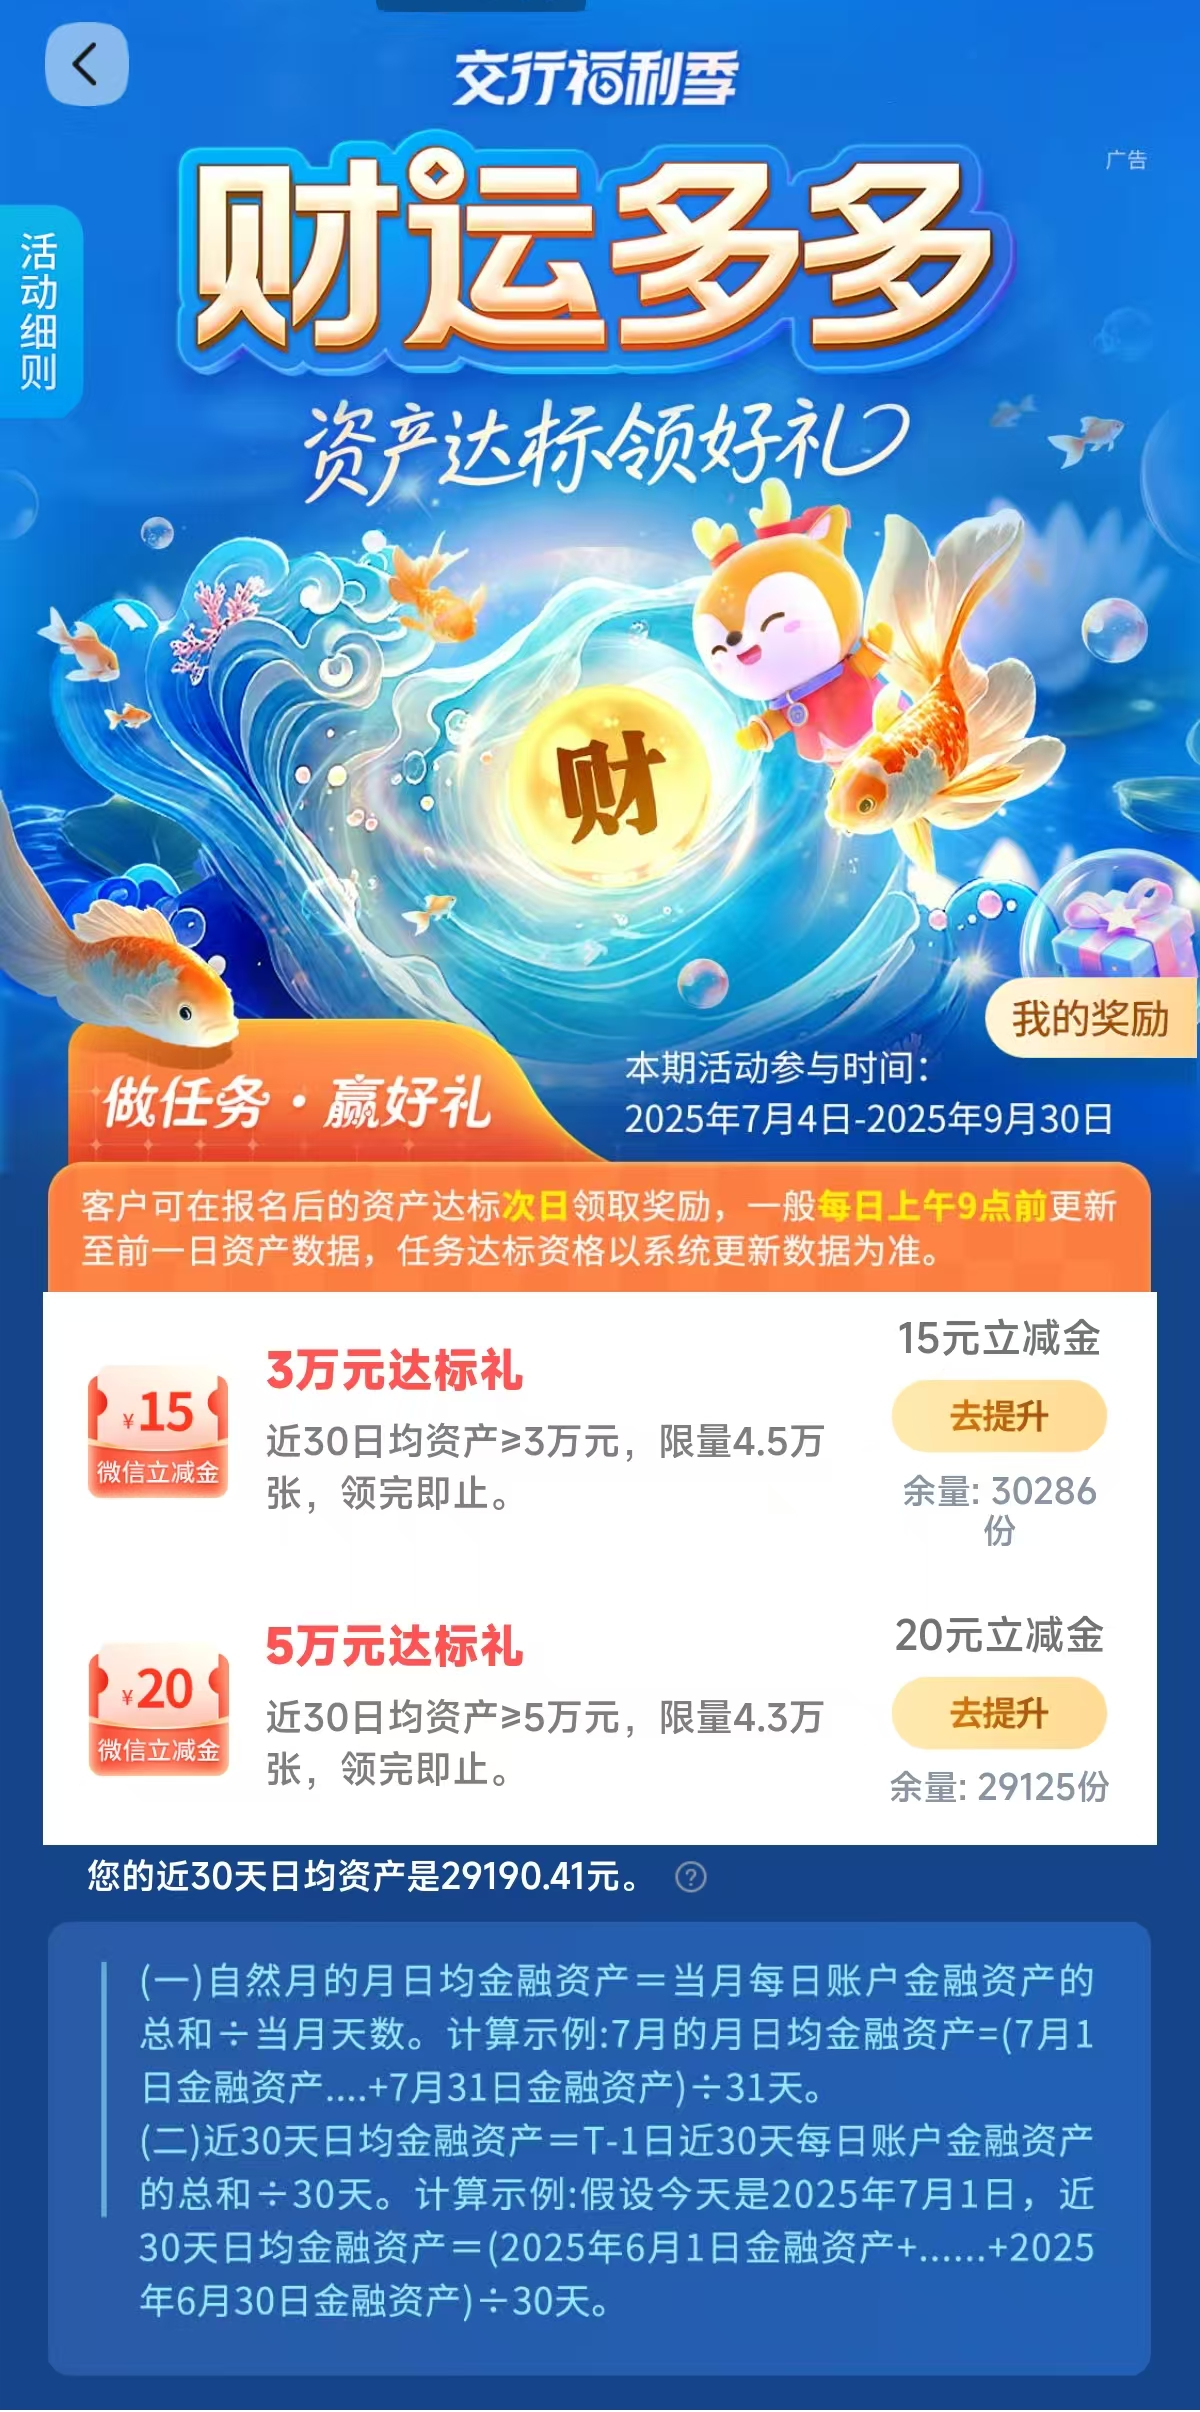 交行福利季
广告
财运多多
活动细则
资产达标领好礼
财
我的奖励
做任务·赢好礼
本期活动参与时间：
2025年7月4日-2025年9月30日
客户可在报名后的资产达标次日领取奖励，一般每日上午9点前更新
至前一日资产数据，任务达标资格以系统更新数据为准。
¥15
微信立减金
3万元达标礼
近30日均资产≥3万元，限量4.5万
张，领完即止。
15元立减金
去提升
余量: 30286
份
¥20
微信立减金
5万元达标礼
近30日均资产≥5万元，限量4.3万
张，领完即止。
20元立减金
去提升
余量: 29125份
您的近30天日均资产是29190.41元。 ?
(一)自然月的月日均金融资产＝当月每日账户金融资产的
总和÷当月天数。计算示例:7月的月日均金融资产=(7月1
日金融资产....+7月31日金融资产)÷31天。
(二)近30天日均金融资产＝T-1日近30天每日账户金融资产
的总和÷30天。计算示例:假设今天是2025年7月1日，近
30天日均金融资产＝(2025年6月1日金融资产+......+2025
年6月30日金融资产)÷30天。